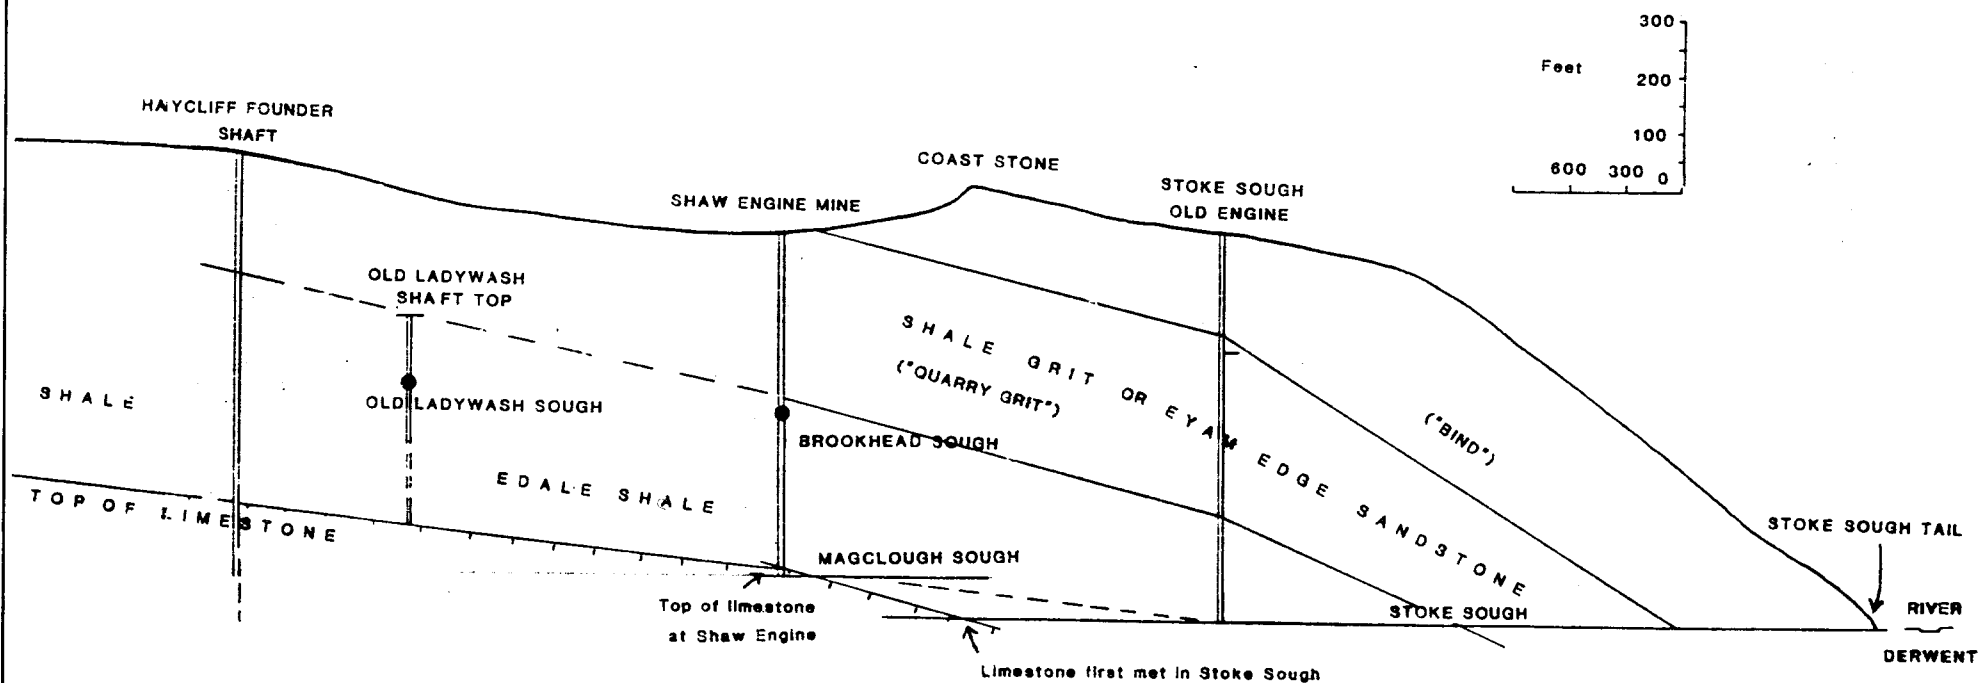 300
Feet
200
100
600 300 0
HAYCLIFF FOUNDER
SHAFT
COAST STONE
SHAW ENGINE MINE
STOKE SOUGH
OLD ENGINE
OLD LADYWASH
SHAFT TOP
OLD LADYWASH SOUGH
SHALE
SHALE GRIT OR EYAM EDGE SANDSTONE
("QUARRY GRIT")
("BIND")
BROOKHEAD SOUGH
EDALE SHALE
TOP OF LIMESTONE
MAGCLOUGH SOUGH
Top of limestone
at Shaw Engine
STOKE SOUGH
Limestone first met in Stoke Sough
STOKE SOUGH TAIL
RIVER
DERWENT